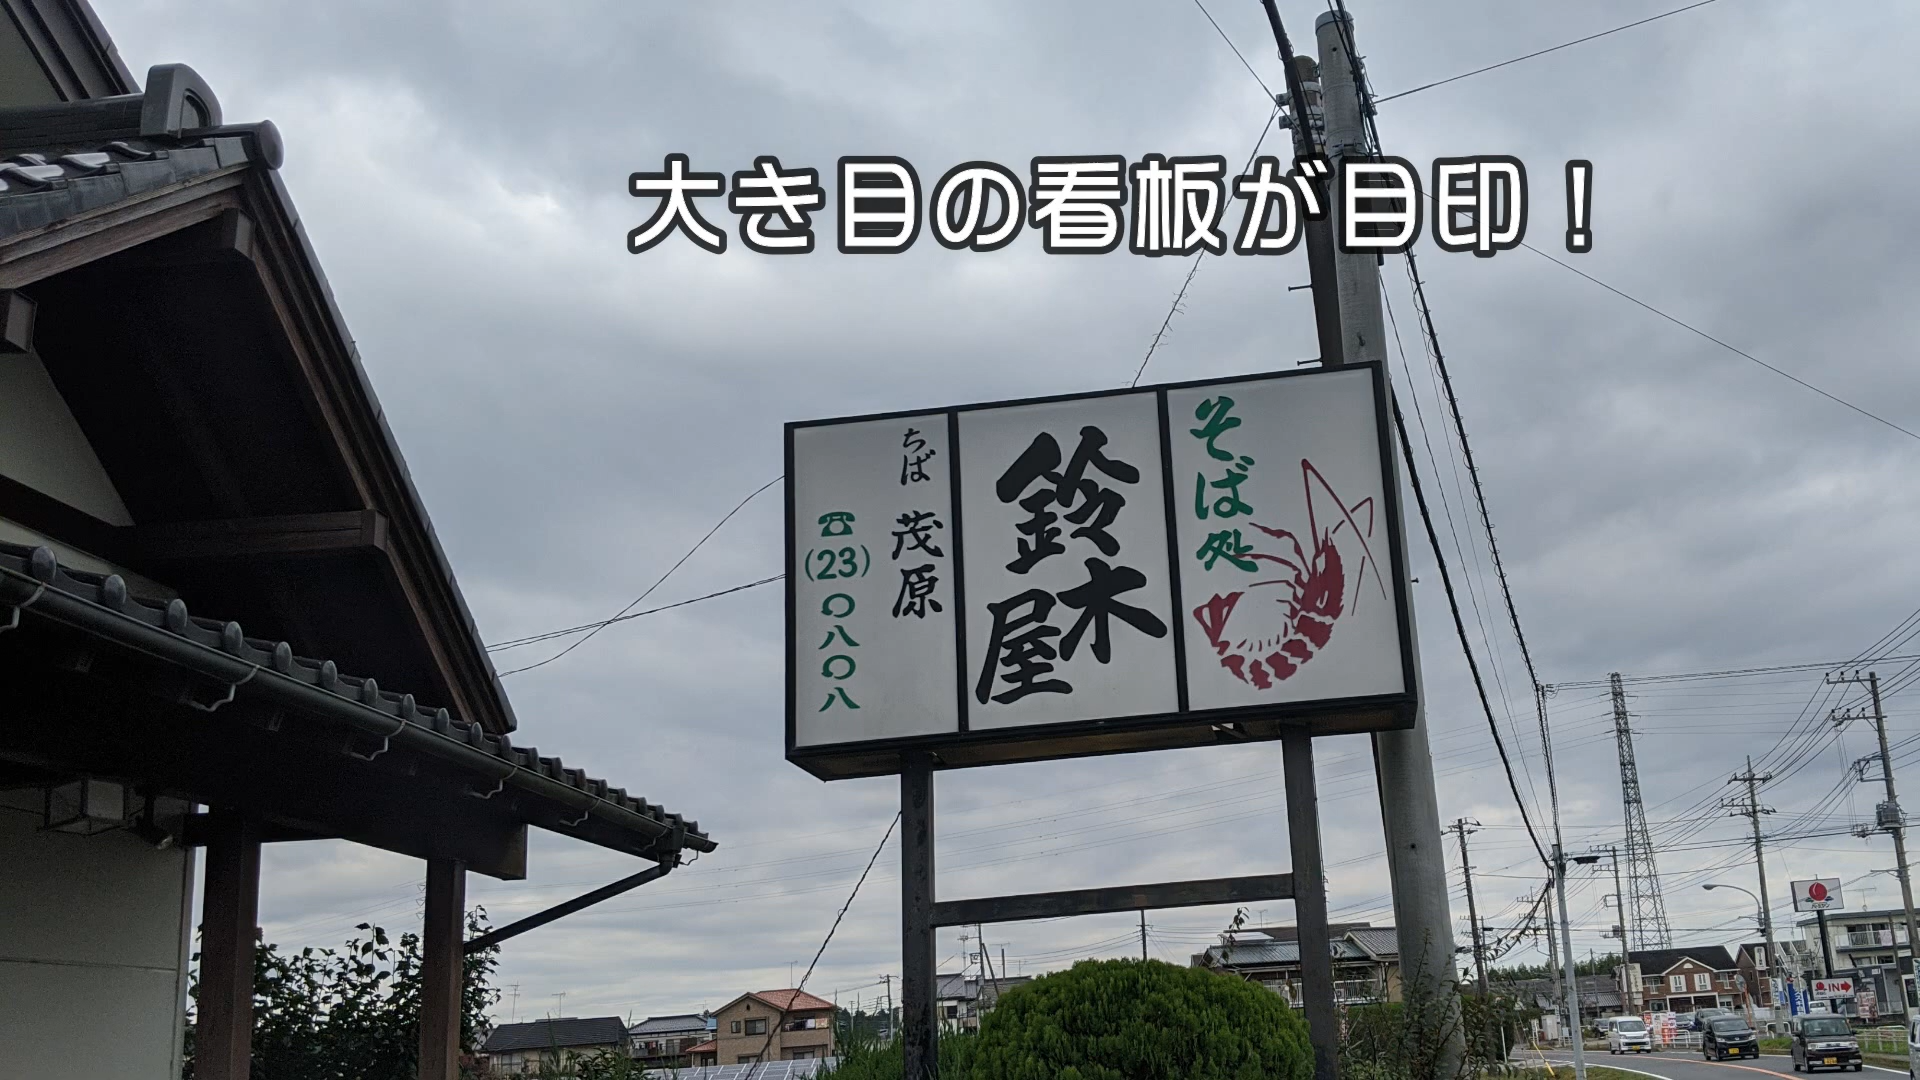 大き目の看板が目印！
そば処
鈴木屋
ちば 茂原
☎
(23)
〇八〇八
IN